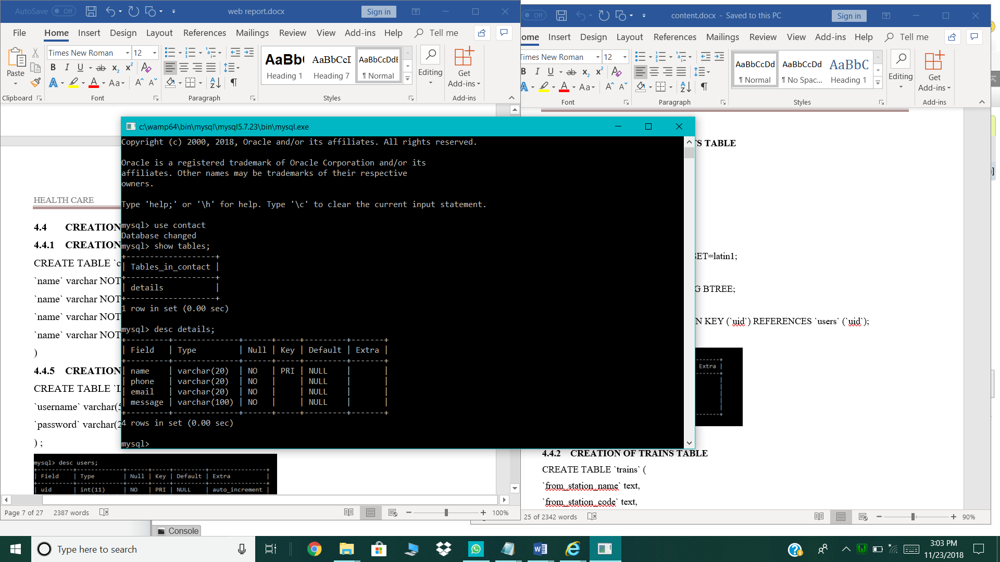 AutoSave Off
web report.docx
Sign in
File Home Insert Design Layout References Mailings Review View Add-ins Help Tell me
Paste
Times New Roman 12
AaBb( Heading 1
AaBbCcI Heading 7
AaBbCcDdE ¶ Normal
Editing
Get Add-ins
Clipboard Font Paragraph Styles Add-ins
Off
content.docx - Saved to this PC
Sign in
ome Insert Design Layout References Mailings Review View Add-ins Help Tell me
Times New Roman 12
AaBbCcDd ¶ Normal
AaBbCcDd ¶ No Spac...
AaBbC Heading 1
Editing
Get Add-ins
Font Paragraph Styles Add-ins
HEALTH CARE
4.4 CREATION
4.4.1 CREATION
CREATE TABLE `c
`name` varchar NOT
`name` varchar NOT
`name` varchar NOT
`name` varchar NOT
)
4.4.5 CREATION
CREATE TABLE `L
`username` varchar(5
`password` varchar(2
) ;
mysql> desc users;
| Field | Type | Null | Key | Default | Extra |
| uid | int(11) | NO | PRI | NULL | auto_increment |
c:\wamp64\bin\mysql\mysql5.7.23\bin\mysql.exe
Copyright (c) 2000, 2018, Oracle and/or its affiliates. All rights reserved.
Oracle is a registered trademark of Oracle Corporation and/or its
affiliates. Other names may be trademarks of their respective
owners.
Type 'help;' or '\h' for help. Type '\c' to clear the current input statement.
mysql> use contact
Database changed
mysql> show tables;
+-------------------+
| Tables_in_contact |
+-------------------+
| details |
+-------------------+
1 row in set (0.00 sec)
mysql> desc details;
+---------+--------------+------+-----+---------+-------+
| Field | Type | Null | Key | Default | Extra |
+---------+--------------+------+-----+---------+-------+
| name | varchar(20) | NO | PRI | NULL | |
| phone | varchar(20) | NO | | NULL | |
| email | varchar(20) | NO | | NULL | |
| message | varchar(100) | NO | | NULL | |
+---------+--------------+------+-----+---------+-------+
4 rows in set (0.00 sec)
mysql>
S TABLE
SET=latin1;
G BTREE;
N KEY (`uid`) REFERENCES `users` (`uid`);
Extra |
4.4.2 CREATION OF TRAINS TABLE
CREATE TABLE `trains` (
`from_station_name` text,
`from_station_code` text,
Page 7 of 27 2387 words 100%
25 of 2342 words 90%
Console
Type here to search
3:03 PM
11/23/2018